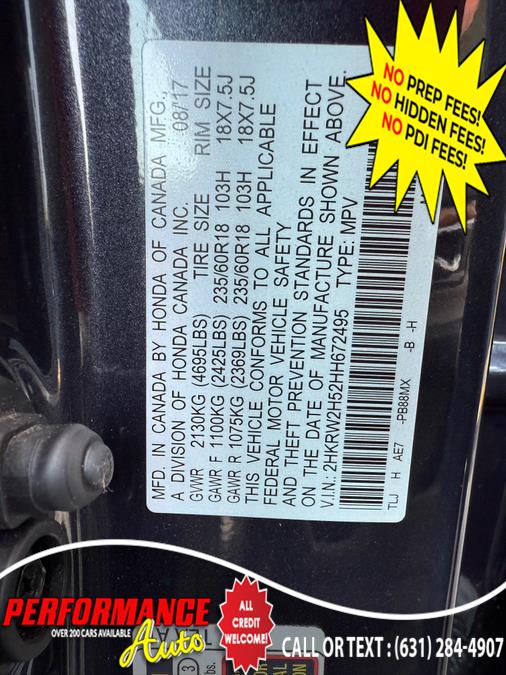 MFD. IN CANADA BY HONDA OF CANADA MFG.,
A DIVISION OF HONDA CANADA INC. 08/17
GVWR 2130KG (4695LBS) TIRE SIZE RIM SIZE
GAWR F 1100KG (2425LBS) 235/60R18 103H 18X7.5J
GAWR R 1075KG (2369LBS) 235/60R18 103H 18X7.5J
THIS VEHICLE CONFORMS TO ALL APPLICABLE
FEDERAL MOTOR VEHICLE SAFETY
AND THEFT PREVENTION STANDARDS IN EFFECT
ON THE DATE OF MANUFACTURE SHOWN ABOVE.
V.I.N.: 2HKRW2H52HH672495 TYPE: MPV
TLJ H AE7 -PB88MX -B -H
NO PREP FEES!
NO HIDDEN FEES!
NO PDI FEES!
PERFORMANCE
OVER 200 CARS AVAILABLE
Auto
ALL
CREDIT
WELCOME!
CALL OR TEXT : (631) 284-4907